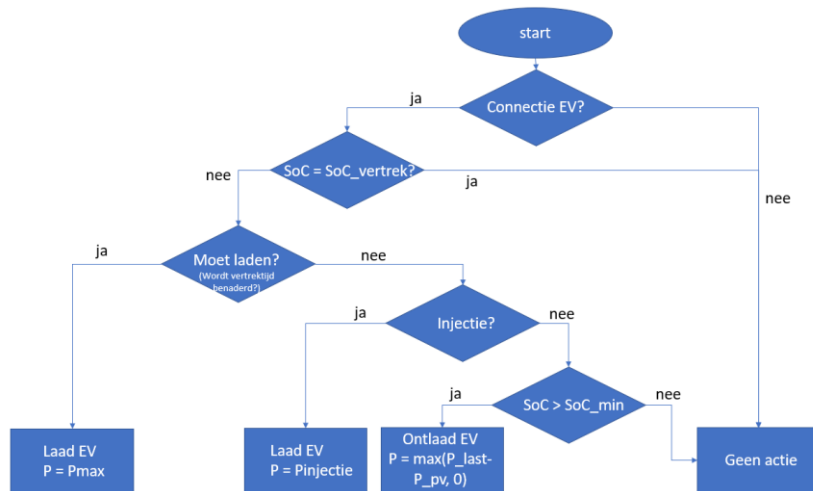 start
Connectie EV?
ja
SoC = SoC_vertrek?
nee
ja
nee
Moet laden?
(Wordt vertrektijd
benaderd?)
ja
nee
Injectie?
ja
nee
SoC > SoC_min
ja
nee
Laad EV
P = Pmax
Laad EV
P = Pinjectie
Ontlaad EV
P = max(P_last-
P_pv, 0)
Geen actie